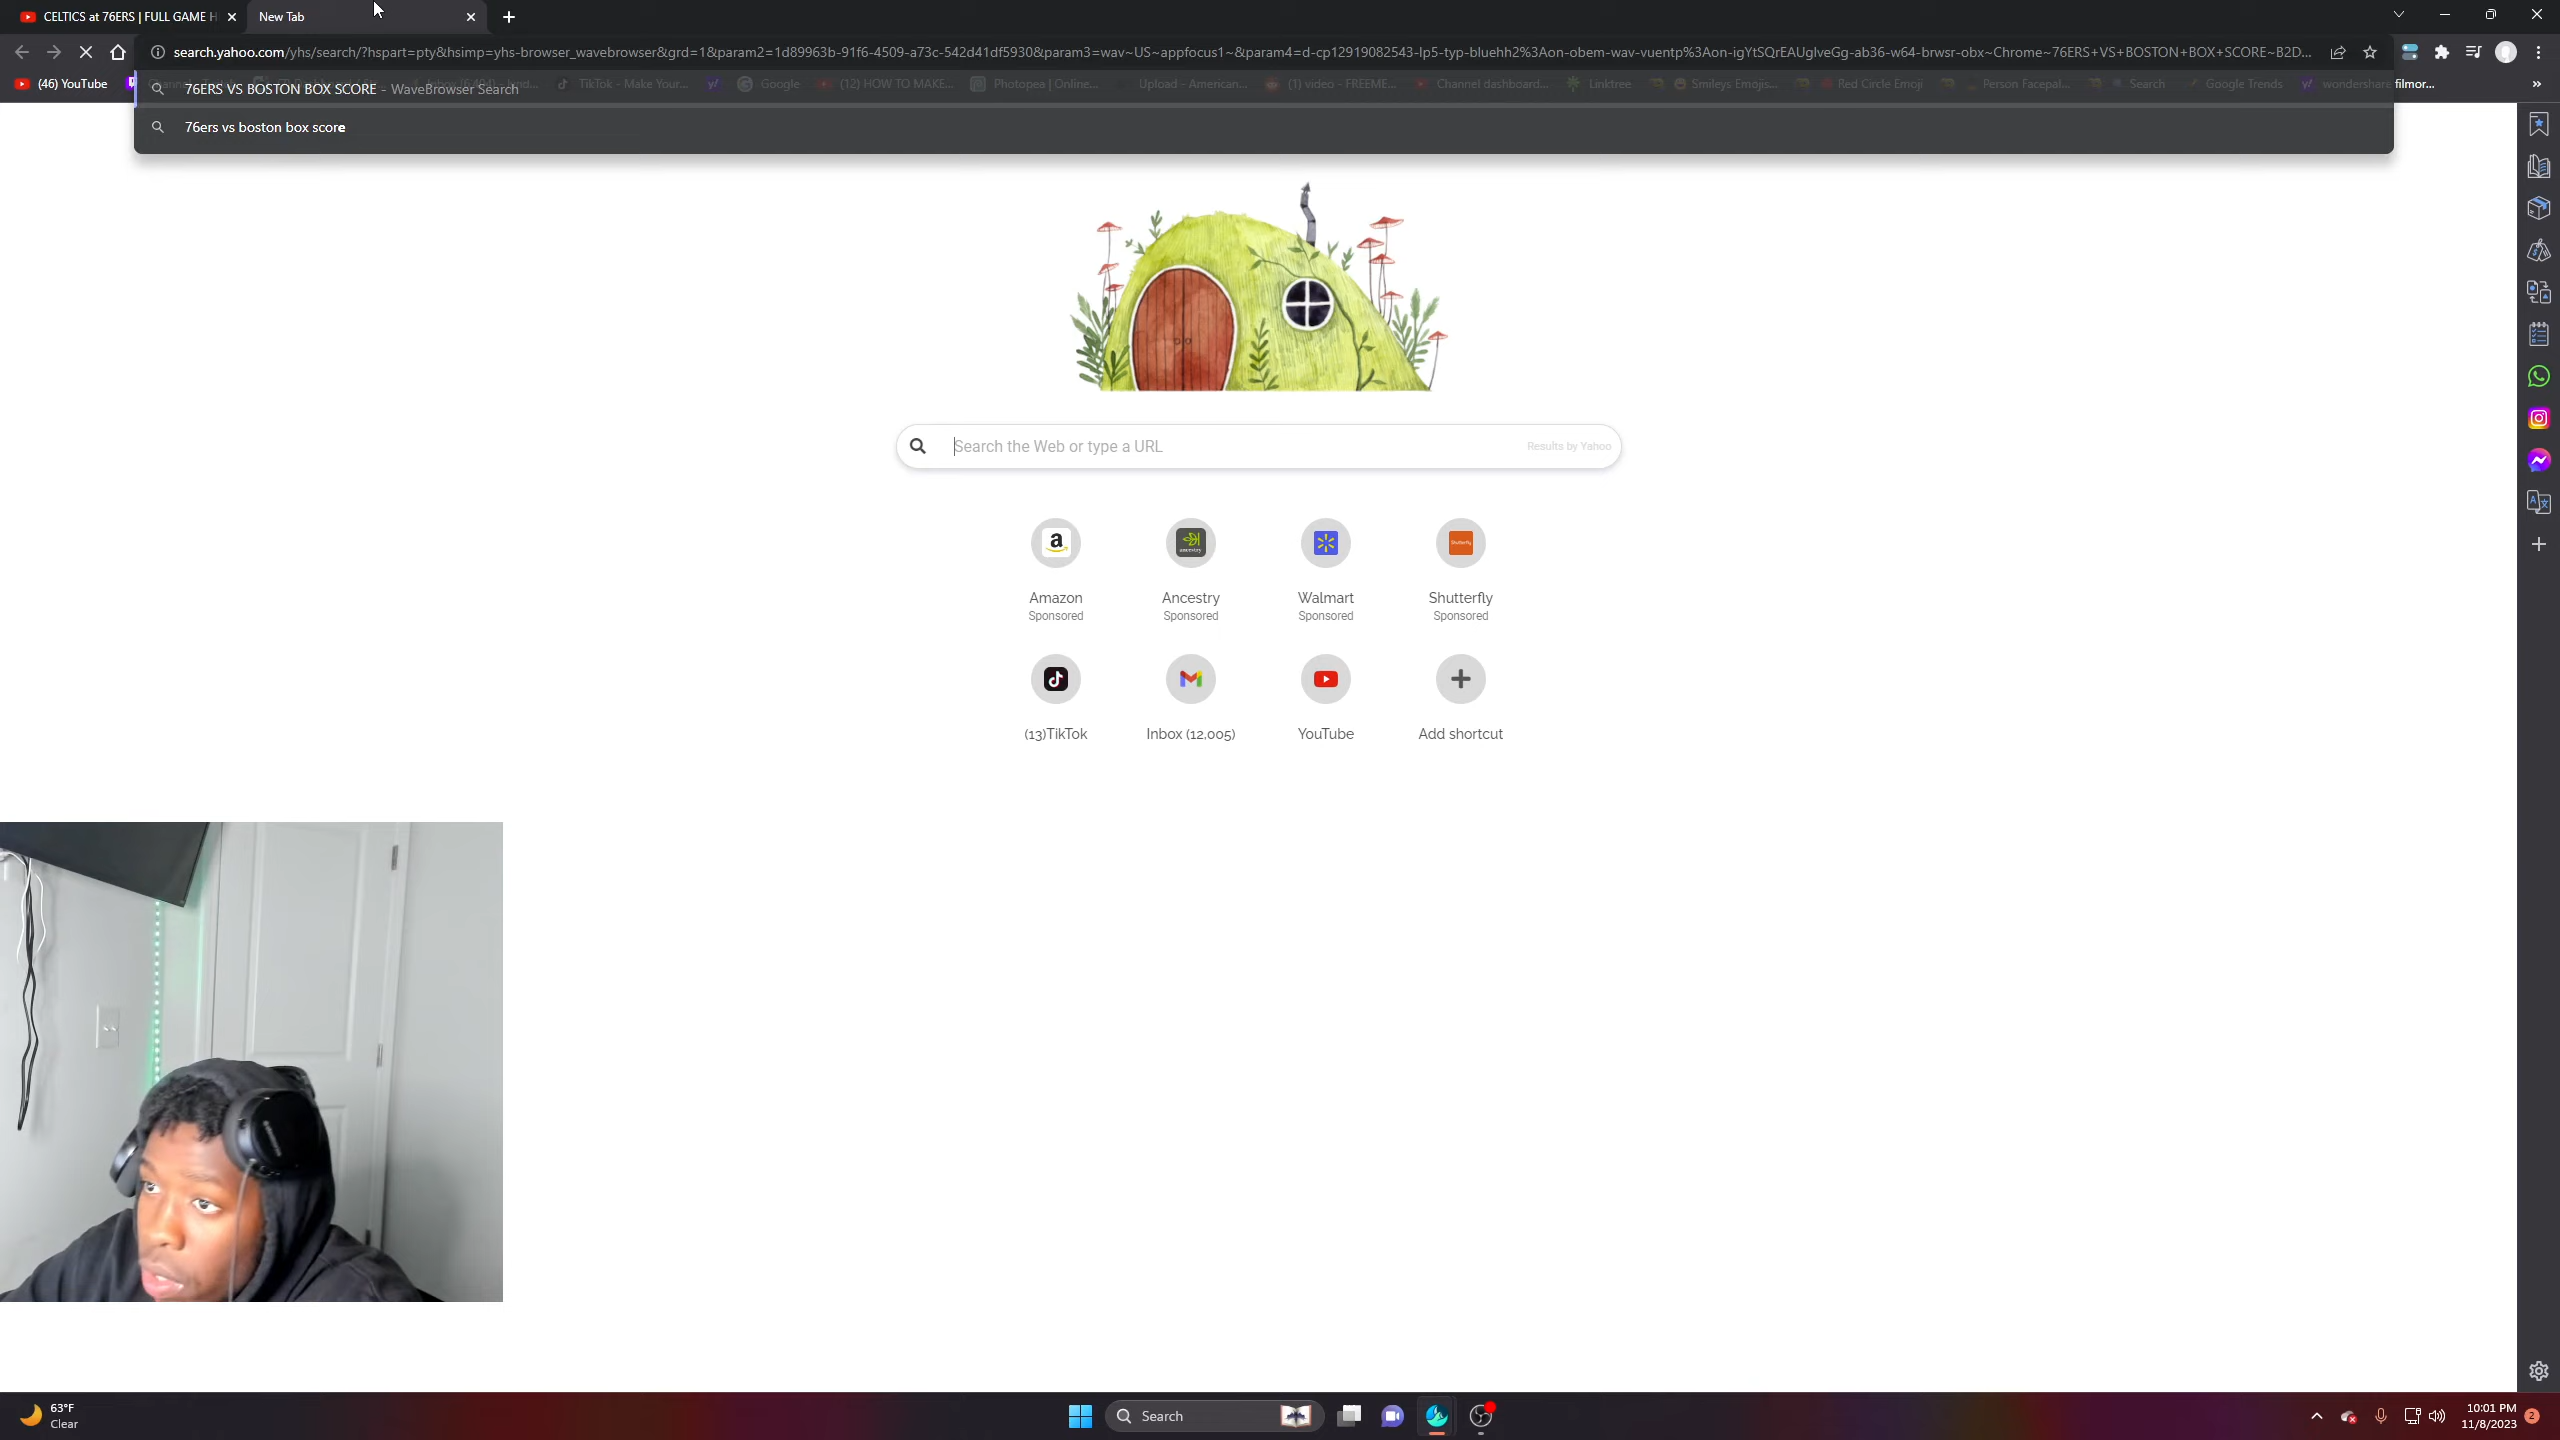 CELTICS at 76ERS | FULL GAME H
New Tab
search.yahoo.com/yhs/search/?hspart=pty&hsimp=yhs-browser_wavebrowser&grd=1&param2=1d89963b-91f6-4509-a73c-542d41df5930&param3=wav~US~appfocus1~&param4=d-cp12919082543-lp5-typ-bluehh2%3Aon-obem-wav-vuentp%3Aon-igYtSQrEAUglveGg-ab36-w64-brwsr-obx~Chrome~76ERS+VS+BOSTON+BOX+SCORE~B2D...
(46) YouTube
TikTok - Make Your...
Google
(12) HOW TO MAKE...
Photopea | Online...
Upload - American...
(1) video - FREEME...
Channel dashboard...
Linktree
Smileys Emojis...
Red Circle Emoji
Person Facepal...
Search
Google Trends
wondershare filmor...
76ERS VS BOSTON BOX SCORE - WaveBrowser Search
76ers vs boston box score
Search the Web or type a URL
Results by Yahoo
Amazon
Sponsored
Ancestry
Sponsored
Walmart
Sponsored
Shutterfly
Sponsored
(13)TikTok
Inbox (12,005)
YouTube
Add shortcut
63°F
Clear
Search
10:01 PM
11/8/2023
2